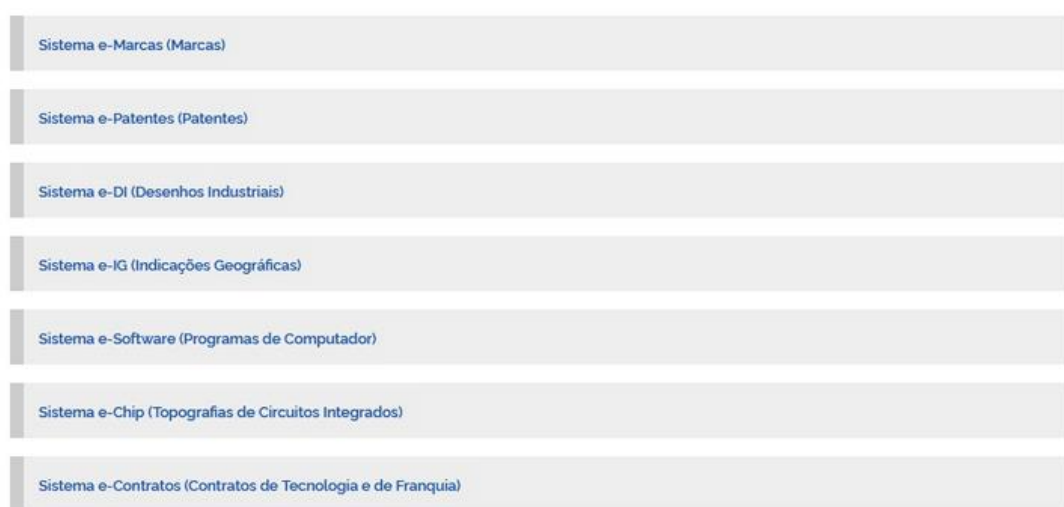 Sistema e-Marcas (Marcas)
Sistema e-Patentes (Patentes)
Sistema e-DI (Desenhos Industriais)
Sistema e-IG (Indicações Geográficas)
Sistema e-Software (Programas de Computador)
Sistema e-Chip (Topografias de Circuitos Integrados)
Sistema e-Contratos (Contratos de Tecnologia e de Franquia)